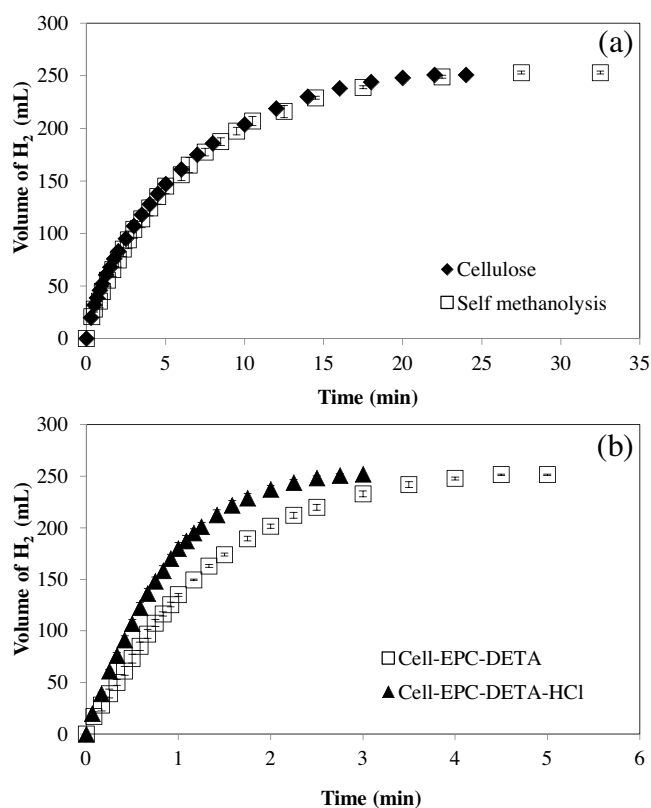 (a)
300
250
200
150
100
50
0
Volume of H2 (mL)
Cellulose
Self methanolysis
0 5 10 15 20 25 30 35
Time (min)
(b)
300
250
200
150
100
50
0
Volume of H2 (mL)
Cell-EPC-DETA
Cell-EPC-DETA-HCl
0 1 2 3 4 5 6
Time (min)